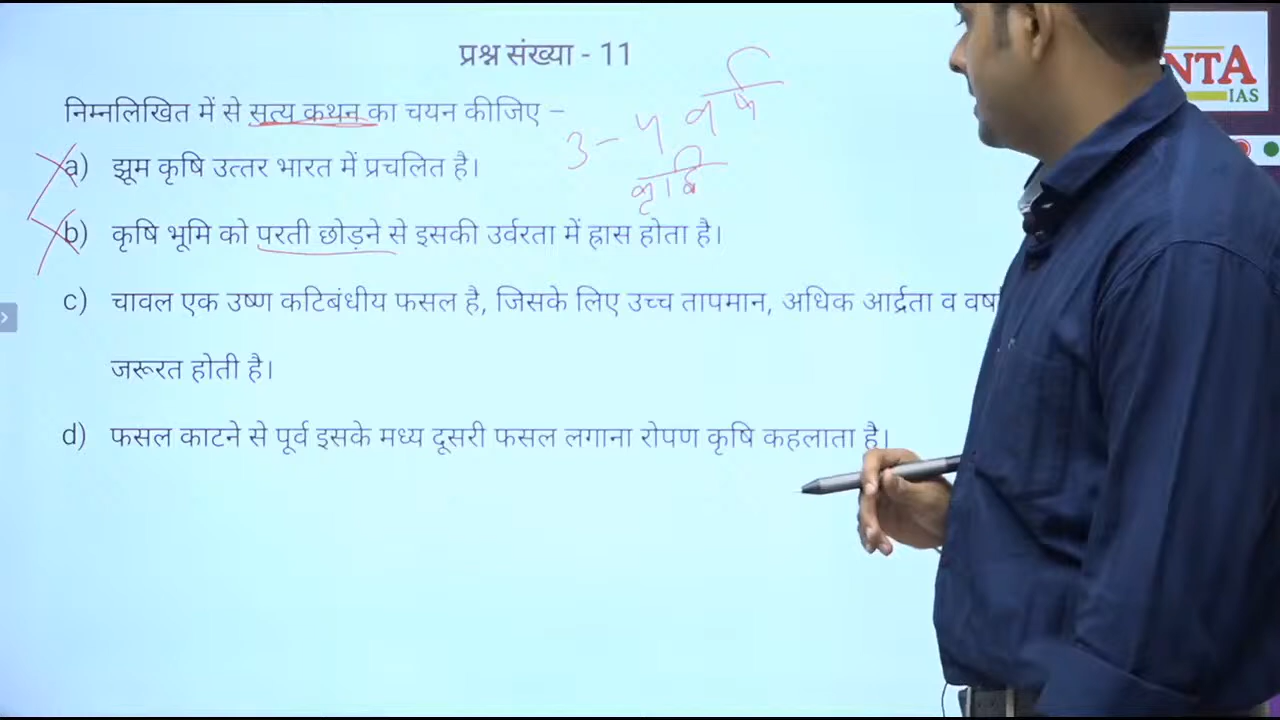 प्रश्न संख्या - 11
NTA
IAS
निम्नलिखित में से सत्य कथन का चयन कीजिए –
3 - 4 वर्ष
कृषि
a) झूम कृषि उत्तर भारत में प्रचलित है।
b) कृषि भूमि को परती छोड़ने से इसकी उर्वरता में ह्रास होता है।
c) चावल एक उष्ण कटिबंधीय फसल है, जिसके लिए उच्च तापमान, अधिक आर्द्रता व
जरूरत होती है।
d) फसल काटने से पूर्व इसके मध्य दूसरी फसल लगाना रोपण कृषि कहलाता है।